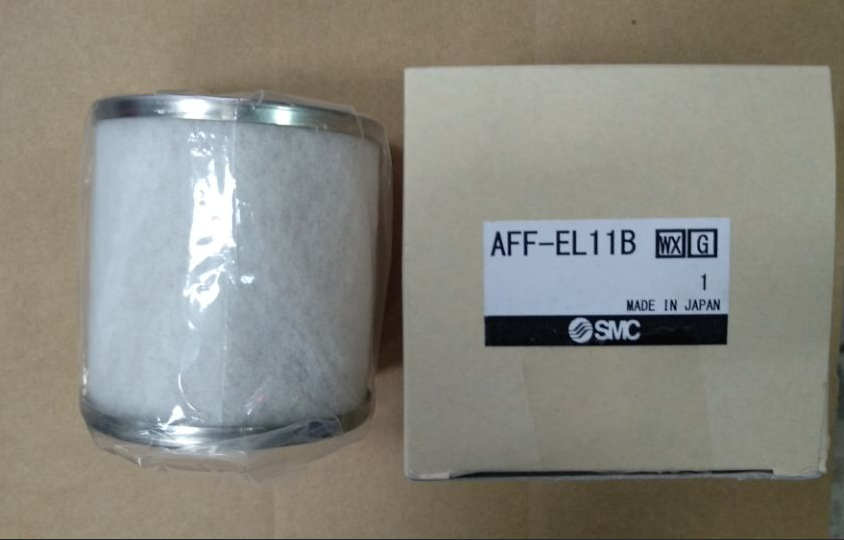 AFF-EL11B WX G
1
MADE IN JAPAN
SMC